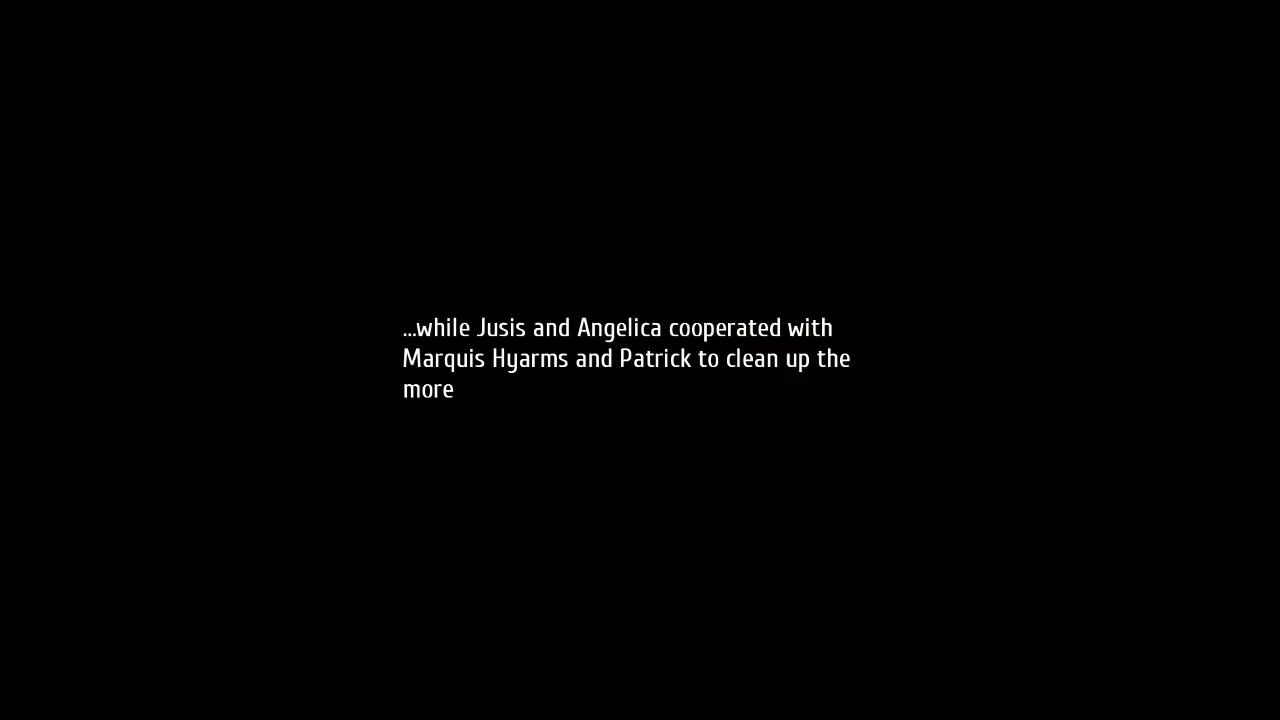 ...while Jusis and Angelica cooperated with
Marquis Hyarms and Patrick to clean up the
more